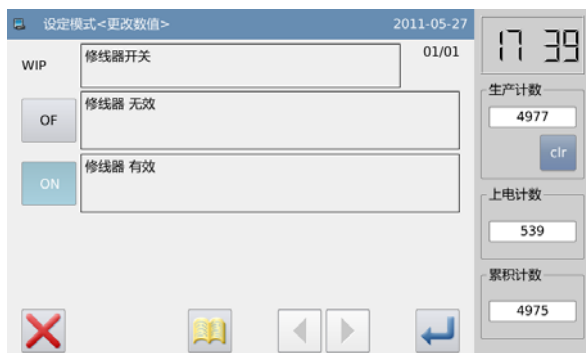 设定模式<更改数值>
2011-05-27
17 39
WIP
修线器开关
01/01
OF
修线器 无效
ON
修线器 有效
生产计数
4977
clr
上电计数
539
累积计数
4975